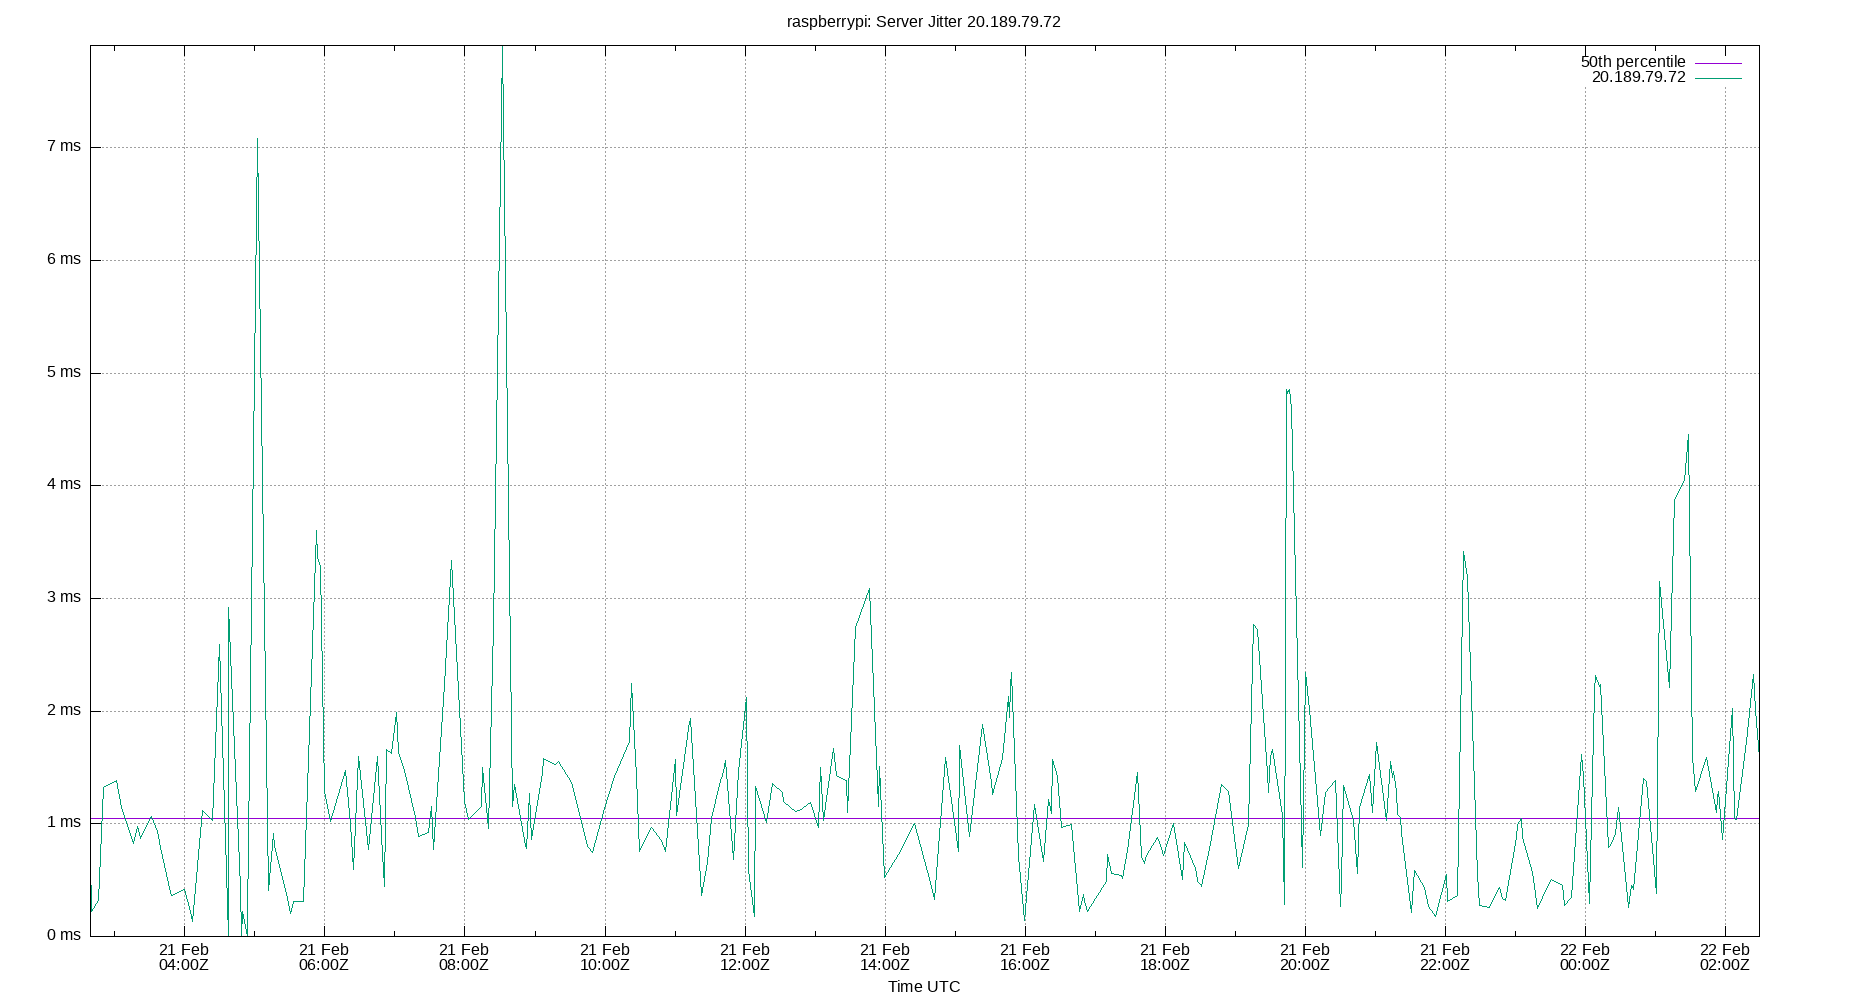 raspberrypi: Server Jitter 20.189.79.72
50th percentile
20.189.79.72
7 ms
6 ms
5 ms
4 ms
3 ms
2 ms
1 ms
0 ms
21 Feb 21 Feb 21 Feb 21 Feb 21 Feb 21 Feb 21 Feb 21 Feb 21 Feb 21 Feb 22 Feb 22 Feb
04:00Z 06:00Z 08:00Z 10:00Z 12:00Z 14:00Z 16:00Z 18:00Z 20:00Z 22:00Z 00:00Z 02:00Z
Time UTC